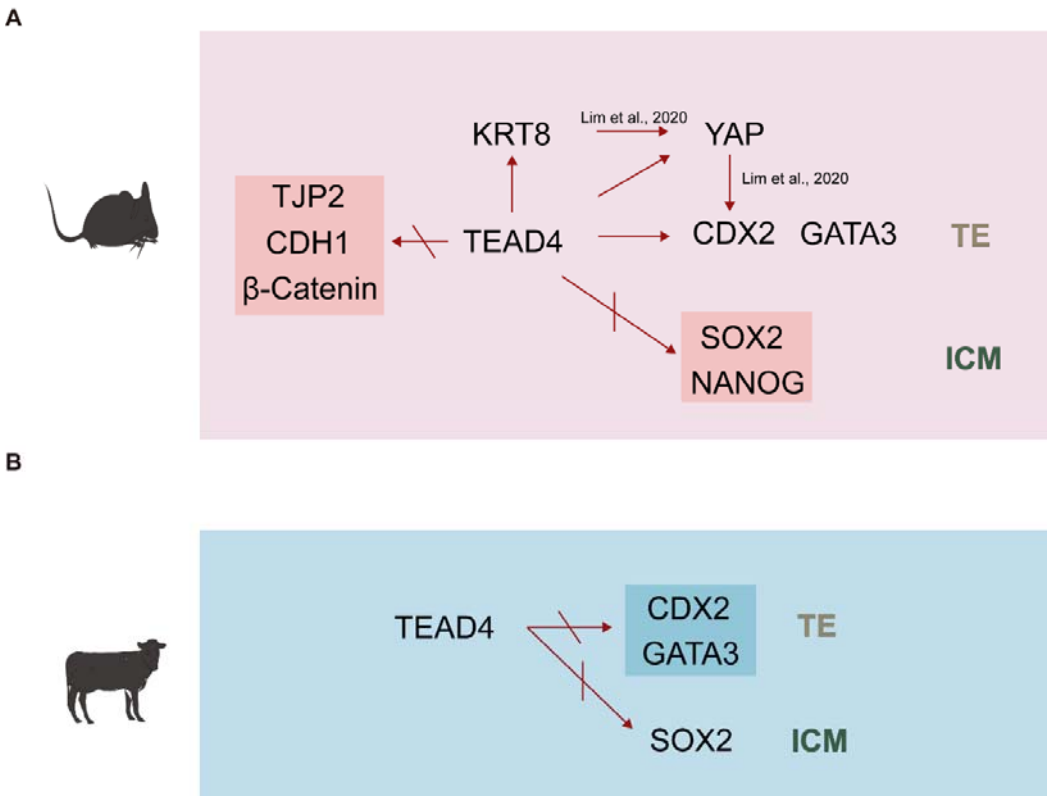 A
Lim et al., 2020
KRT8
YAP
Lim et al., 2020
TJP2
CDH1
β-Catenin
TEAD4
CDX2 GATA3
TE
SOX2
NANOG
ICM
B
TEAD4
CDX2
GATA3
TE
SOX2
ICM